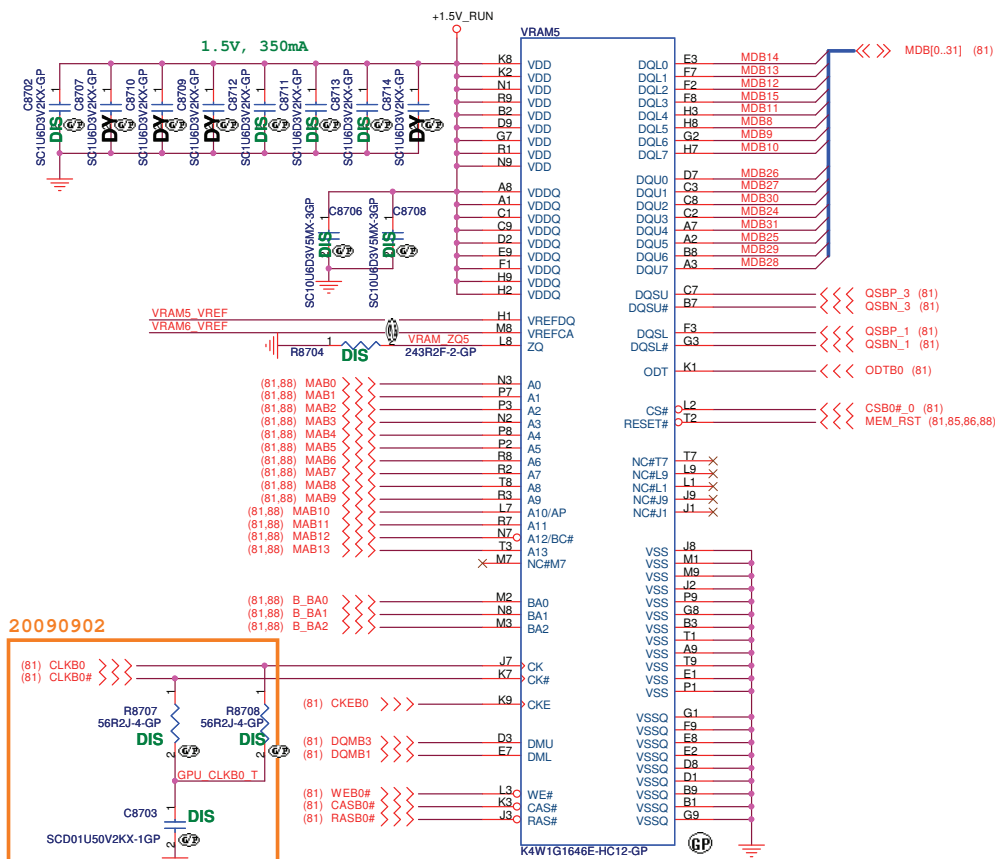 +1.5V_RUN
1.5V, 350mA
VRAM5
C8702
SC1U6D3V2KX-GP
DIS
C8707
SC1U6D3V2KX-GP
DY
C8710
SC1U6D3V2KX-GP
DY
C8709
SC1U6D3V2KX-GP
DY
C8712
SC1U6D3V2KX-GP
DIS
C8711
SC1U6D3V2KX-GP
DIS
C8713
SC1U6D3V2KX-GP
DIS
C8714
SC1U6D3V2KX-GP
DY
K8 VDD
K2 VDD
N1 VDD
R9 VDD
B2 VDD
D9 VDD
G7 VDD
R1 VDD
N9 VDD
A8 VDDQ
A1 VDDQ
C1 VDDQ
C9 VDDQ
D2 VDDQ
E9 VDDQ
F1 VDDQ
H9 VDDQ
H2 VDDQ
1 C8706
SC10U6D3V5MX-3GP
DIS
1 C8708
SC10U6D3V5MX-3GP
DIS
VRAM5_VREF H1 VREFDQ
VRAM6_VREF M8 VREFCA
1 2 VRAM_ZQ5 L8 ZQ
R8704 243R2F-2-GP
DIS
(81,88) MAB0 N3 A0
(81,88) MAB1 P7 A1
(81,88) MAB2 P3 A2
(81,88) MAB3 N2 A3
(81,88) MAB4 P8 A4
(81,88) MAB5 P2 A5
(81,88) MAB6 R8 A6
(81,88) MAB7 R2 A7
(81,88) MAB8 T8 A8
(81,88) MAB9 R3 A9
(81,88) MAB10 L7 A10/AP
(81,88) MAB11 R7 A11
(81,88) MAB12 N7 A12/BC#
(81,88) MAB13 T3 A13
M7 NC#M7
(81,88) B_BA0 M2 BA0
(81,88) B_BA1 N8 BA1
(81,88) B_BA2 M3 BA2
20090902
(81) CLKB0 J7 CK
(81) CLKB0# K7 CK#
(81) CKEB0 K9 CKE
1 R8707 1 R8708
56R2J-4-GP 56R2J-4-GP
DIS DIS
2 2
GPU_CLKB0_T
1 C8703 DIS
2
SCD01U50V2KX-1GP
(81) DQMB3 D3 DMU
(81) DQMB1 E7 DML
(81) WEB0# L3 WE#
(81) CASB0# K3 CAS#
(81) RASB0# J3 RAS#
MDB[0..31] (81)
DQL0 E3 MDB14
DQL1 F7 MDB13
DQL2 F2 MDB12
DQL3 F8 MDB15
DQL4 H3 MDB11
DQL5 H8 MDB8
DQL6 G2 MDB9
DQL7 H7 MDB10
DQU0 D7 MDB26
DQU1 C3 MDB27
DQU2 C8 MDB30
DQU3 C2 MDB24
DQU4 A7 MDB31
DQU5 A2 MDB25
DQU6 B8 MDB29
DQU7 A3 MDB28
DQSU C7 QSBP_3 (81)
DQSU# B7 QSBN_3 (81)
DQSL F3 QSBP_1 (81)
DQSL# G3 QSBN_1 (81)
ODT K1 ODTB0 (81)
CS# L2 CSB0#_0 (81)
RESET# T2 MEM_RST (81,85,86,88)
NC#T7 T7
NC#L9 L9
NC#L1 L1
NC#J9 J9
NC#J1 J1
VSS J8
VSS M1
VSS M9
VSS J2
VSS P9
VSS G8
VSS B3
VSS T1
VSS A9
VSS T9
VSS E1
VSS P1
VSSQ G1
VSSQ F9
VSSQ E8
VSSQ E2
VSSQ D8
VSSQ D1
VSSQ B9
VSSQ B1
VSSQ G9
GP
K4W1G1646E-HC12-GP